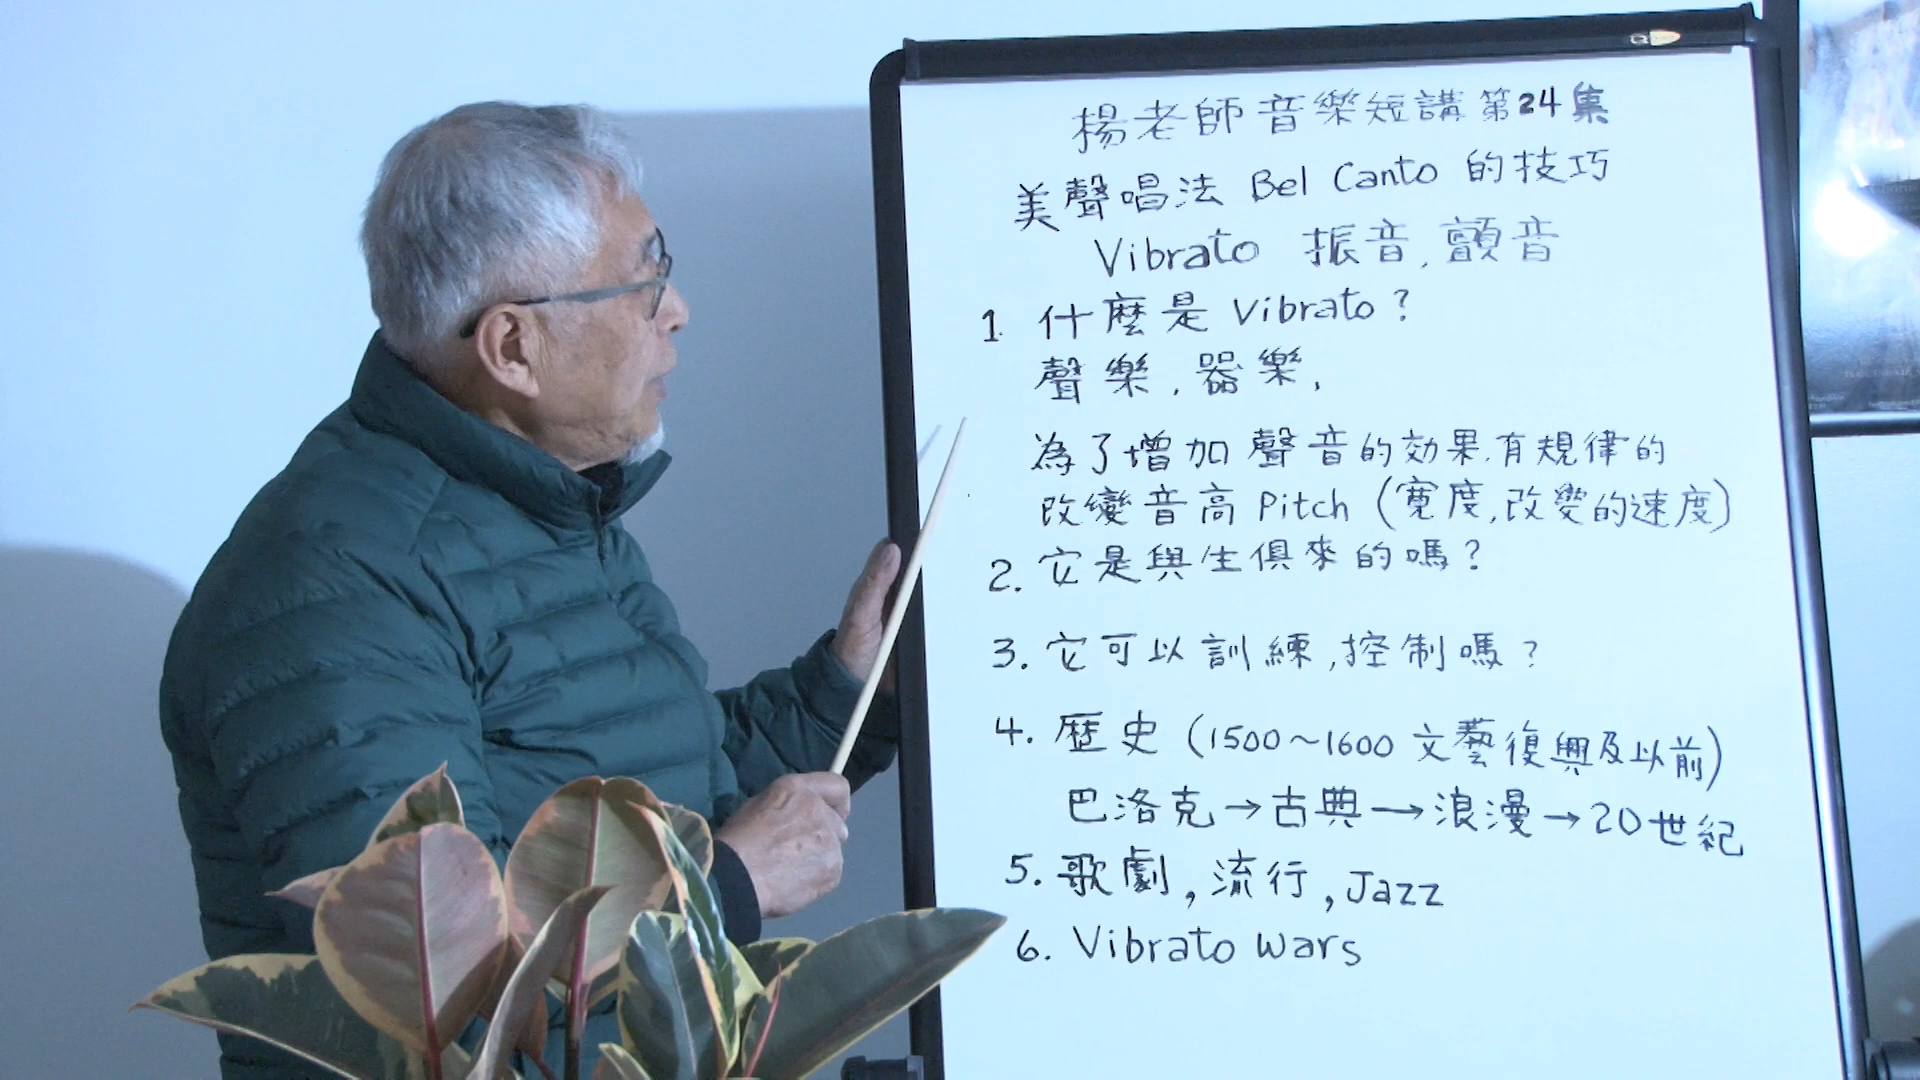 楊老師音樂短講第24集
美聲唱法 Bel Canto 的技巧
Vibrato 振音,顫音
1. 什麼是 Vibrato?
聲樂,器樂,
為了增加聲音的効果,有規律的
改變音高 Pitch (寬度,改變的速度)
2. 它是與生俱來的嗎?
3. 它可以訓練,控制嗎?
4. 歷史 (1500~1600 文藝復興及以前)
巴洛克→古典→浪漫→20世紀
5. 歌劇,流行,Jazz
6. Vibrato Wars